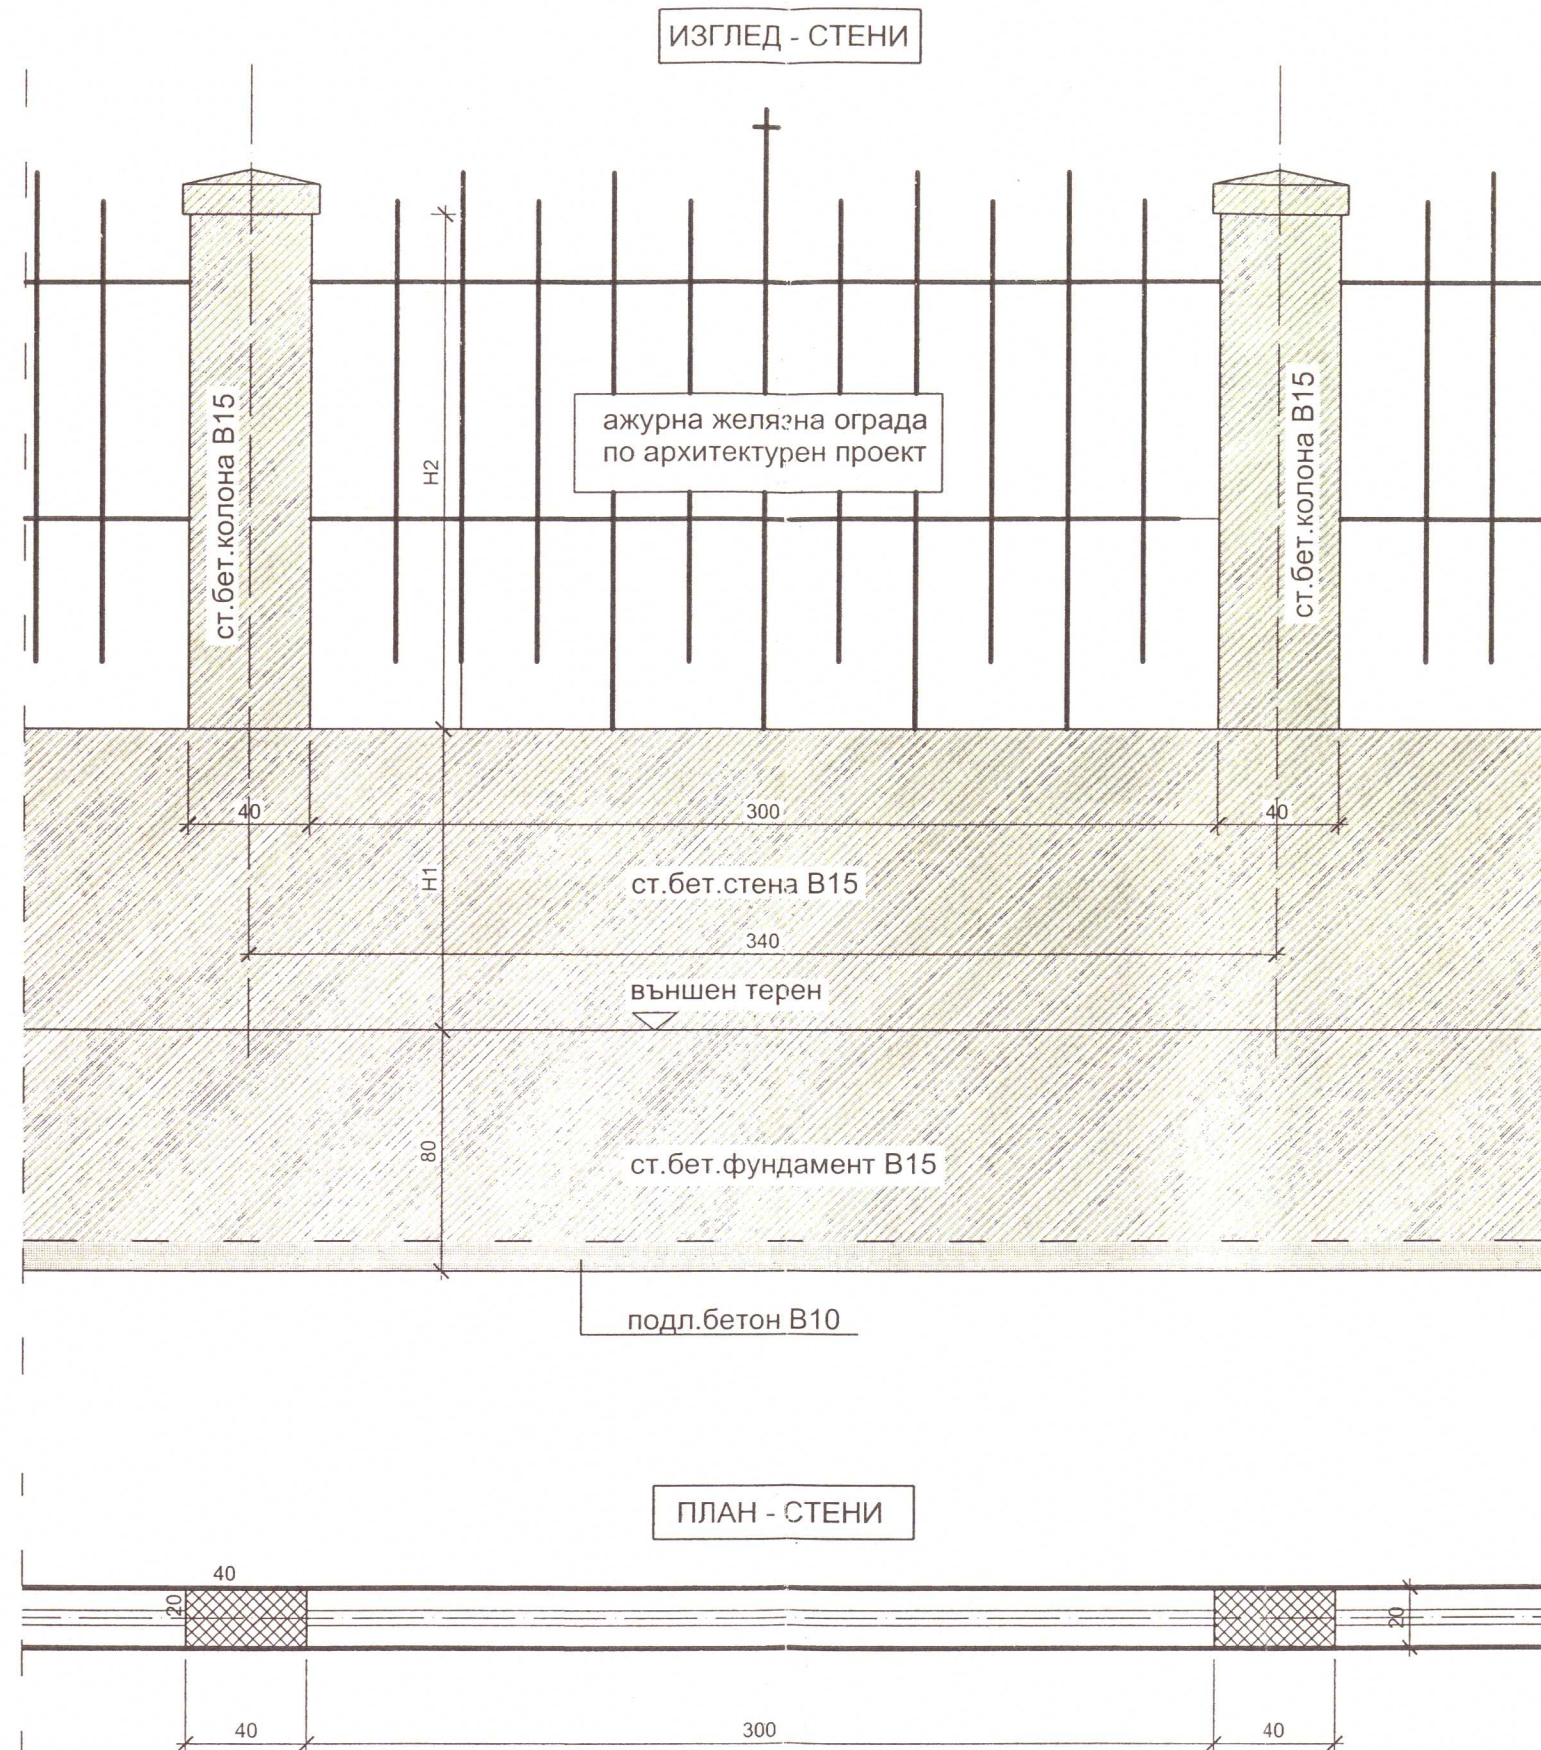 ИЗГЛЕД - СТЕНИ
ст.бет.колона В15
H2
ажурна желязна ограда
по архитектурен проект
ст.бет.колона В15
40
300
40
H1
ст.бет.стена В15
340
външен терен
80
ст.бет.фундамент В15
подл.бетон В10
ПЛАН - СТЕНИ
40
20
20
40
300
40